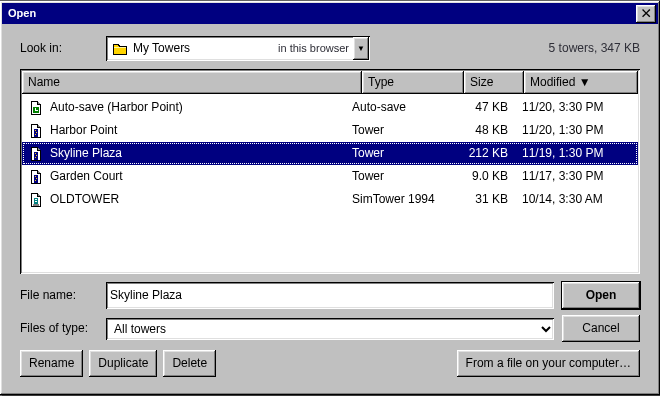 Open
Look in: My Towers in this browser 5 towers, 347 KB
Name Type Size Modified ▼
Auto-save (Harbor Point) Auto-save 47 KB 11/20, 3:30 PM
Harbor Point Tower 48 KB 11/20, 1:30 PM
Skyline Plaza Tower 212 KB 11/19, 1:30 PM
Garden Court Tower 9.0 KB 11/17, 3:30 PM
OLDTOWER SimTower 1994 31 KB 10/14, 3:30 AM
File name: Skyline Plaza Open
Files of type: All towers Cancel
Rename Duplicate Delete From a file on your computer…